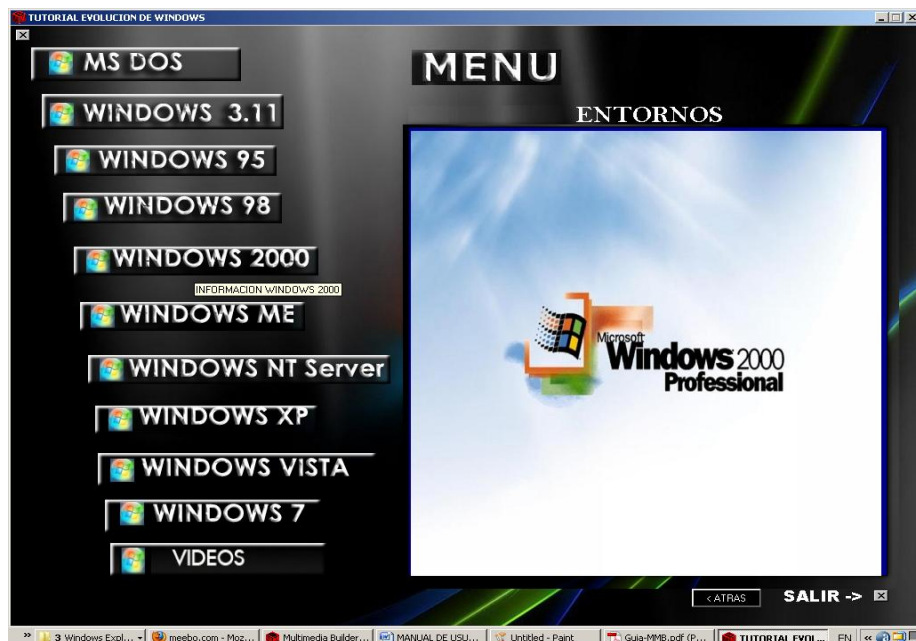 TUTORIAL EVOLUCION DE WINDOWS
MS DOS
WINDOWS 3.11
WINDOWS 95
WINDOWS 98
WINDOWS 2000
INFORMACION WINDOWS 2000
WINDOWS ME
WINDOWS NT Server
WINDOWS XP
WINDOWS VISTA
WINDOWS 7
VIDEOS
MENU
ENTORNOS
Microsoft
Windows 2000
Professional
< ATRAS
SALIR ->
» 3 Windows Expl... meebo.com - Moz... Multimedia Builder... MANUAL DE USU... Untitled - Paint Guia-MMB.pdf (P... TUTORIAL EVOL... EN «